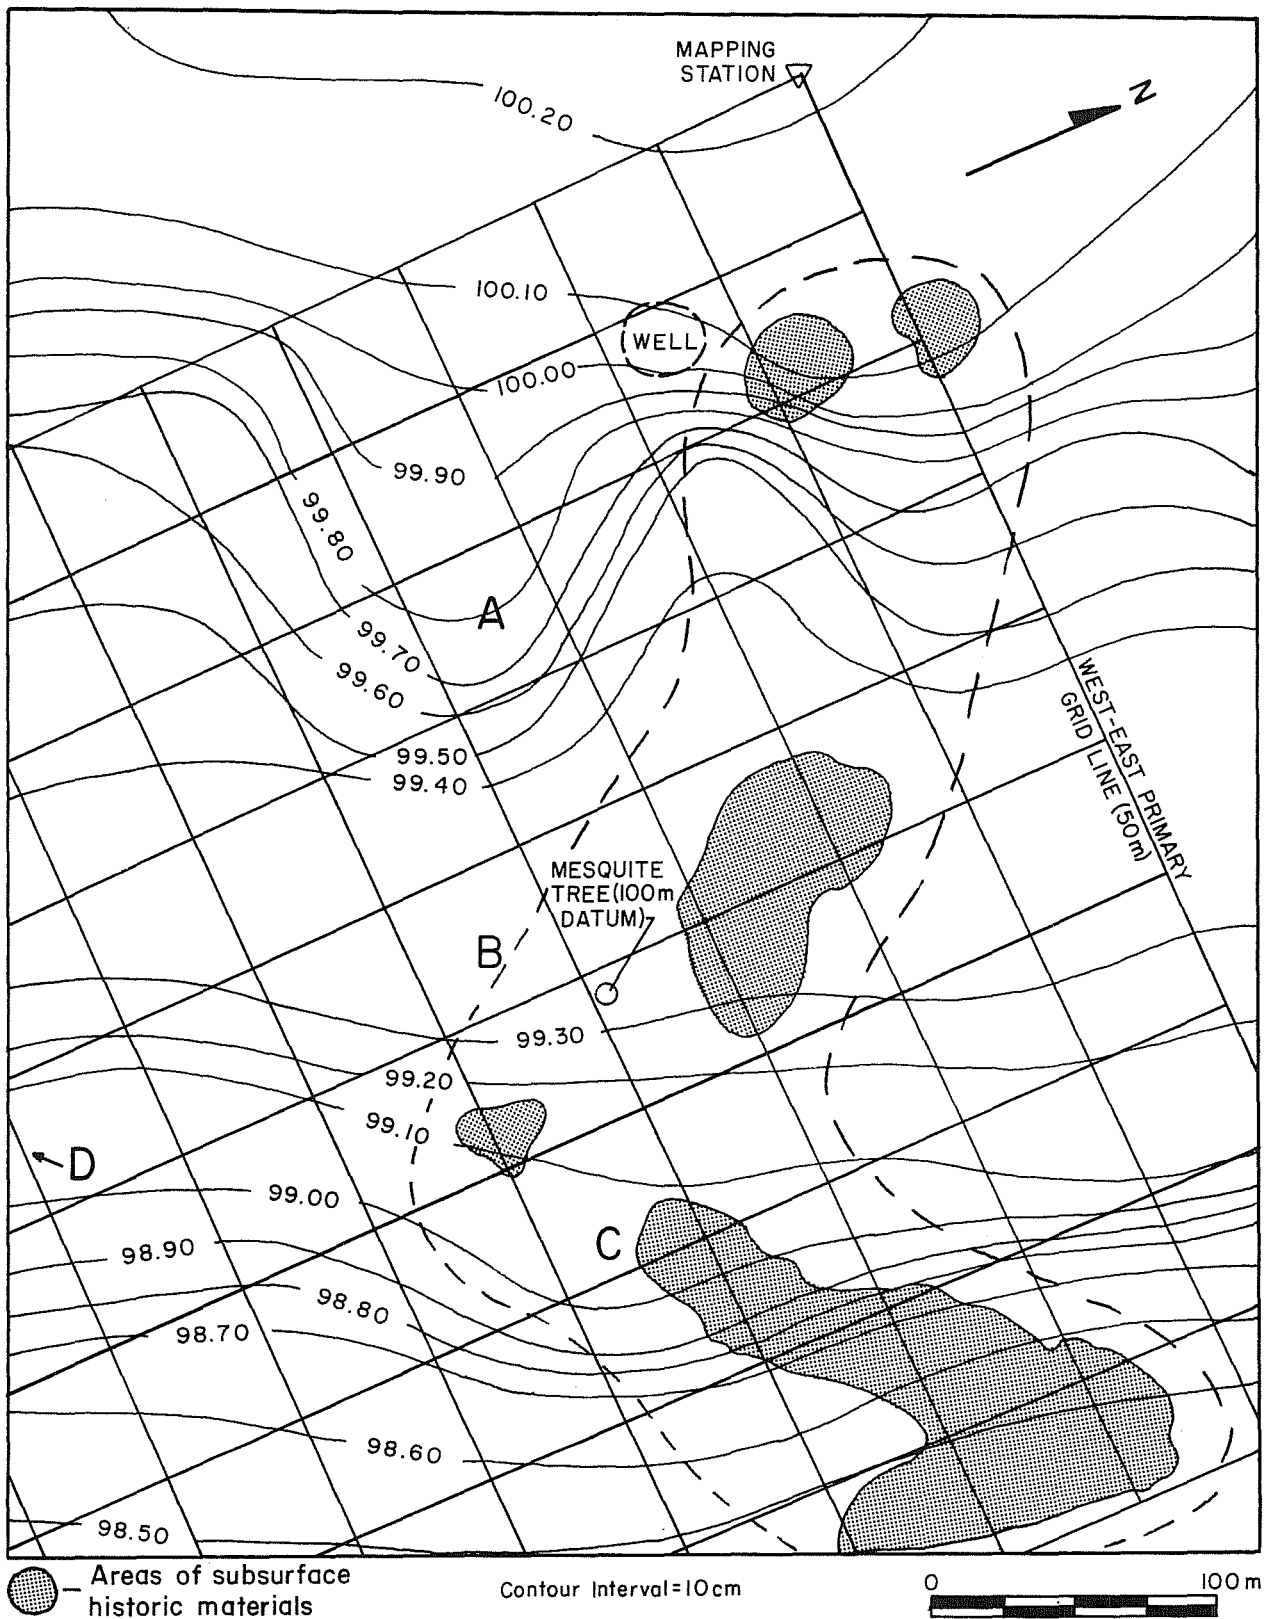 MAPPING
STATION
N
100.20
100.10
WELL
100.00
99.90
99.80
A
99.70
99.60
99.50
99.40
WEST-EAST PRIMARY
GRID LINE (50m)
MESQUITE
TREE(100m
DATUM)
B
99.30
99.20
99.10
D
99.00
C
98.90
98.80
98.70
98.60
98.50
Areas of subsurface
historic materials
Contour Interval=10cm
0 100m